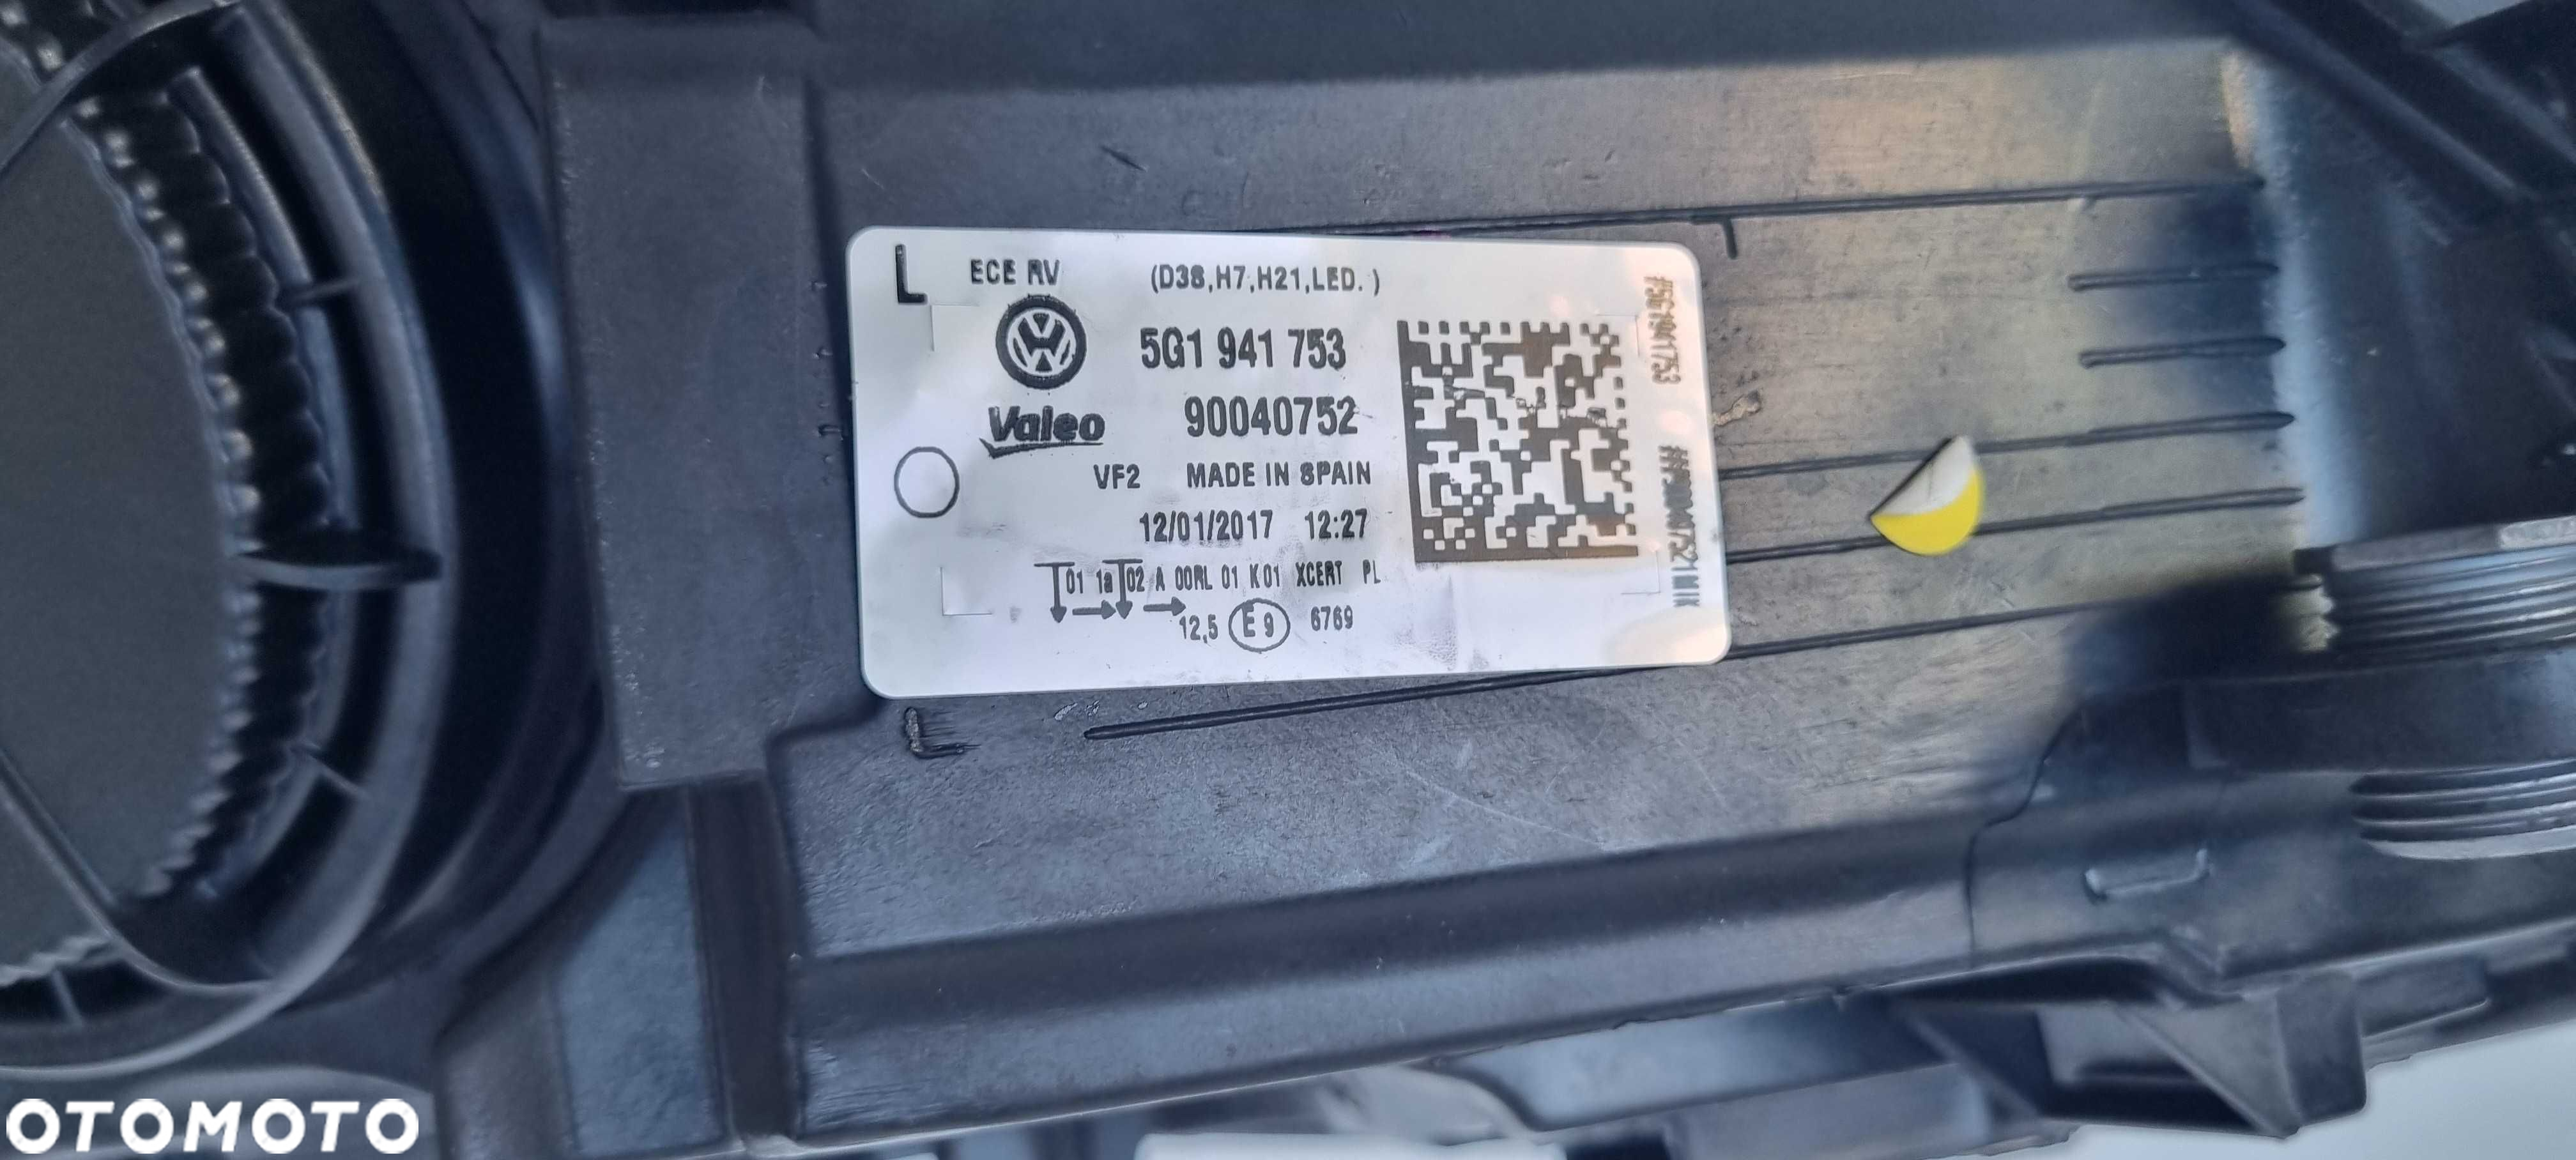 L ECE RV (D3S,H7,H21,LED. )
5G1 941 753
Valeo 90040752
VF2 MADE IN SPAIN
12/01/2017 12:27
01 1a 02 A 00RL 01 K01 XCERT PL
12,5 E9 6769
#5G1941753
L
OTOMOTO